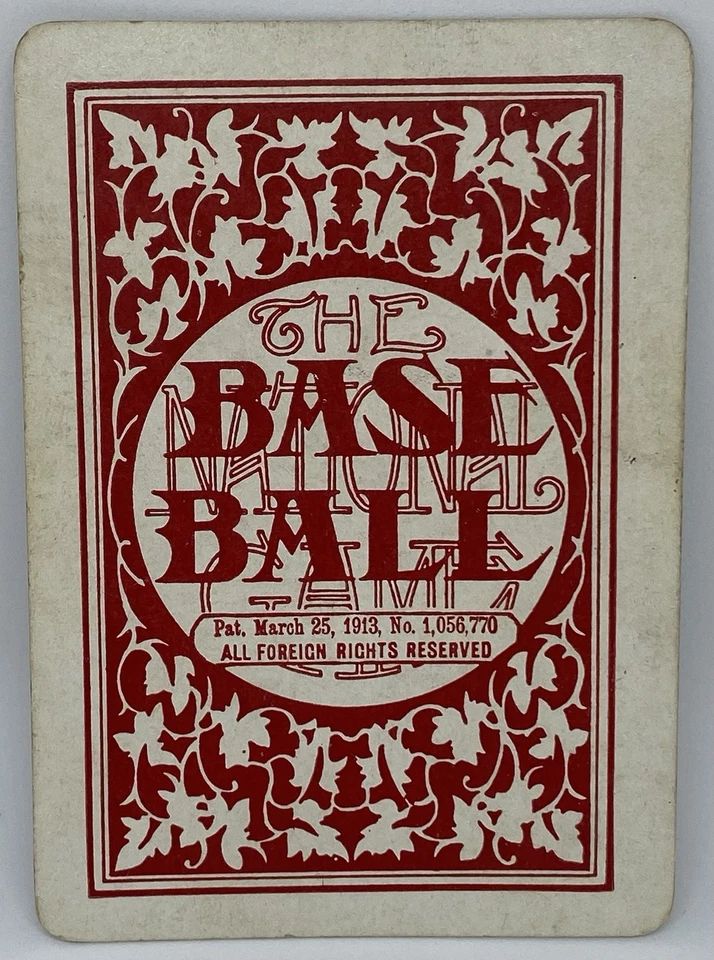 THE
BASE
NATIONAL
BALL
GAME
Pat. March 25, 1913, No. 1,056,770
ALL FOREIGN RIGHTS RESERVED